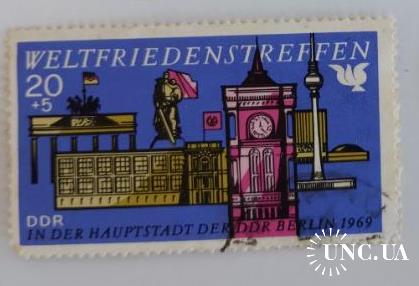 WELTFRIEDENSTREFFEN
20
+5
DDR
IN DER HAUPTSTADT DER DDR BERLIN 1969
UNC.UA